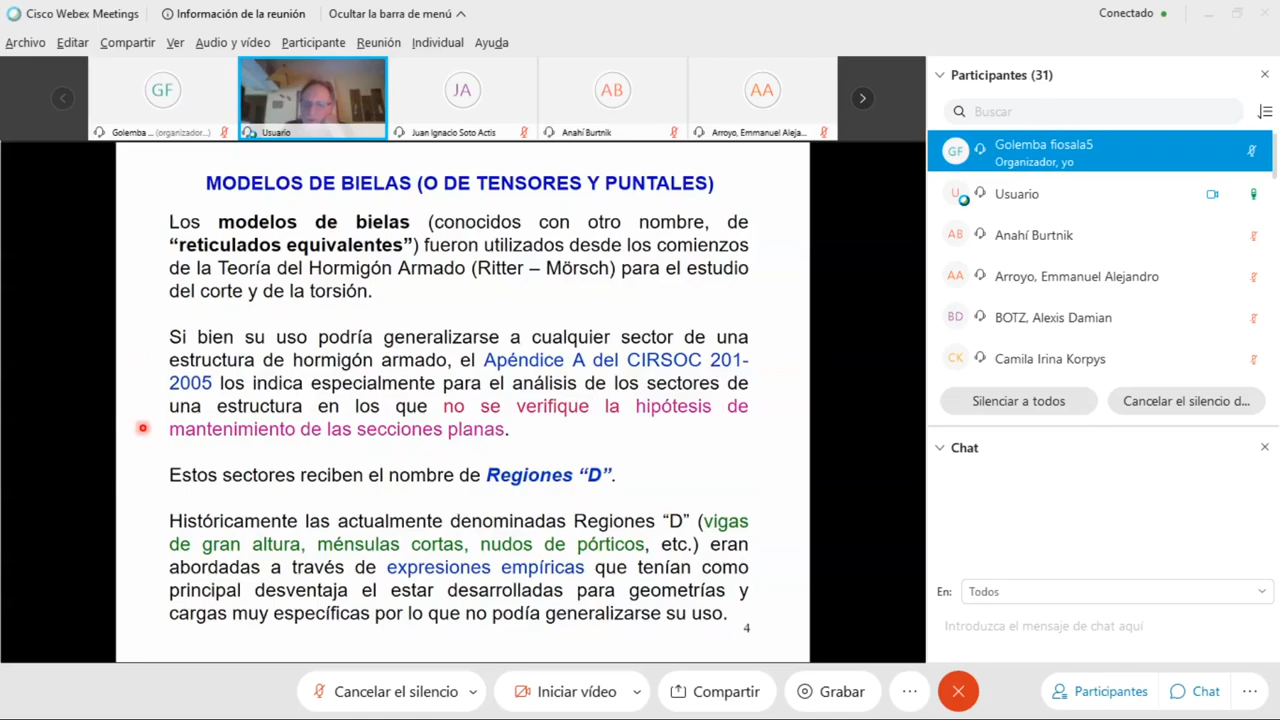 Cisco Webex Meetings
Información de la reunión
Ocultar la barra de menú
Conectado
Archivo Editar Compartir Ver Audio y vídeo Participante Reunión Individual Ayuda
GF
JA
AB
AA
Golemba ... (organizador...
Usuario
Juan Ignacio Soto Actis
Anahí Burtnik
Arroyo, Emmanuel Aleja...
MODELOS DE BIELAS (O DE TENSORES Y PUNTALES)
Los modelos de bielas (conocidos con otro nombre, de
“reticulados equivalentes”) fueron utilizados desde los comienzos
de la Teoría del Hormigón Armado (Ritter – Mörsch) para el estudio
del corte y de la torsión.
Si bien su uso podría generalizarse a cualquier sector de una
estructura de hormigón armado, el Apéndice A del CIRSOC 201-
2005 los indica especialmente para el análisis de los sectores de
una estructura en los que no se verifique la hipótesis de
mantenimiento de las secciones planas.
Estos sectores reciben el nombre de Regiones “D”.
Históricamente las actualmente denominadas Regiones “D” (vigas
de gran altura, ménsulas cortas, nudos de pórticos, etc.) eran
abordadas a través de expresiones empíricas que tenían como
principal desventaja el estar desarrolladas para geometrías y
cargas muy específicas por lo que no podía generalizarse su uso.
4
Participantes (31)
Buscar
GF
Golemba fiosala5
Organizador, yo
U
Usuario
AB
Anahí Burtnik
AA
Arroyo, Emmanuel Alejandro
BD
BOTZ, Alexis Damian
CK
Camila Irina Korpys
Silenciar a todos
Cancelar el silencio d...
Chat
En:
Todos
Introduzca el mensaje de chat aquí
Cancelar el silencio
Iniciar vídeo
Compartir
Grabar
Participantes
Chat